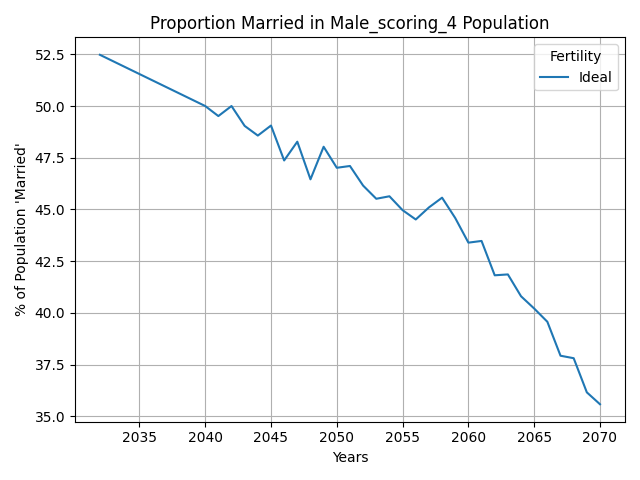 Proportion Married in Male_scoring_4 Population
Fertility
Ideal
% of Population 'Married'
52.5
50.0
47.5
45.0
42.5
40.0
37.5
35.0
2035 2040 2045 2050 2055 2060 2065 2070
Years